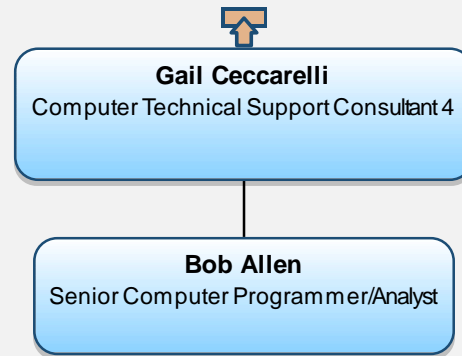 Gail Ceccarelli
Computer Technical Support Consultant 4
Bob Allen
Senior Computer Programmer/Analyst